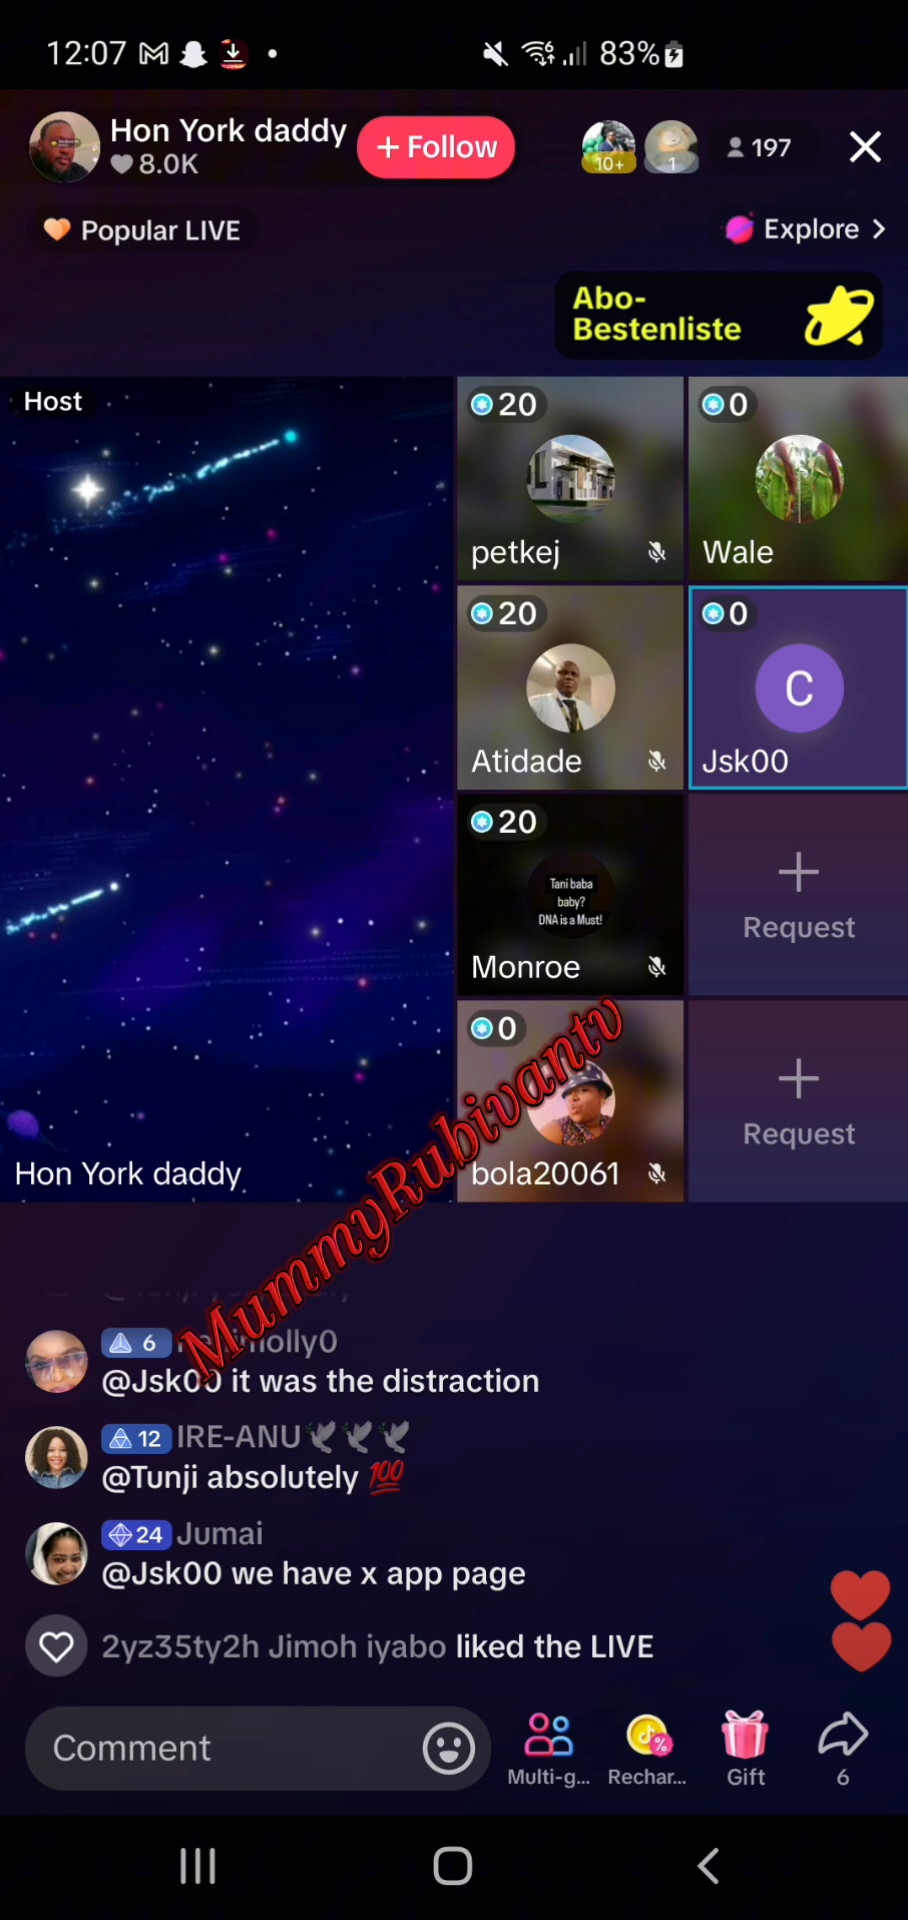 12:07
83%
Hon York daddy
8.0K
+ Follow
10+
1
197
Popular LIVE
Explore >
Abo-
Bestenliste
Host
20
petkej
0
Wale
20
Atidade
0
C
Jsk00
20
Tani baba
baby?
DNA is a Must!
Monroe
Request
0
bola20061
Request
Hon York daddy
MummyRubivantv
6
@Jsk00 it was the distraction
12 IRE-ANU🕊🕊🕊
@Tunji absolutely 💯
24 Jumai
@Jsk00 we have x app page
2yz35ty2h Jimoh iyabo liked the LIVE
Comment
Multi-g...
Rechar...
Gift
6